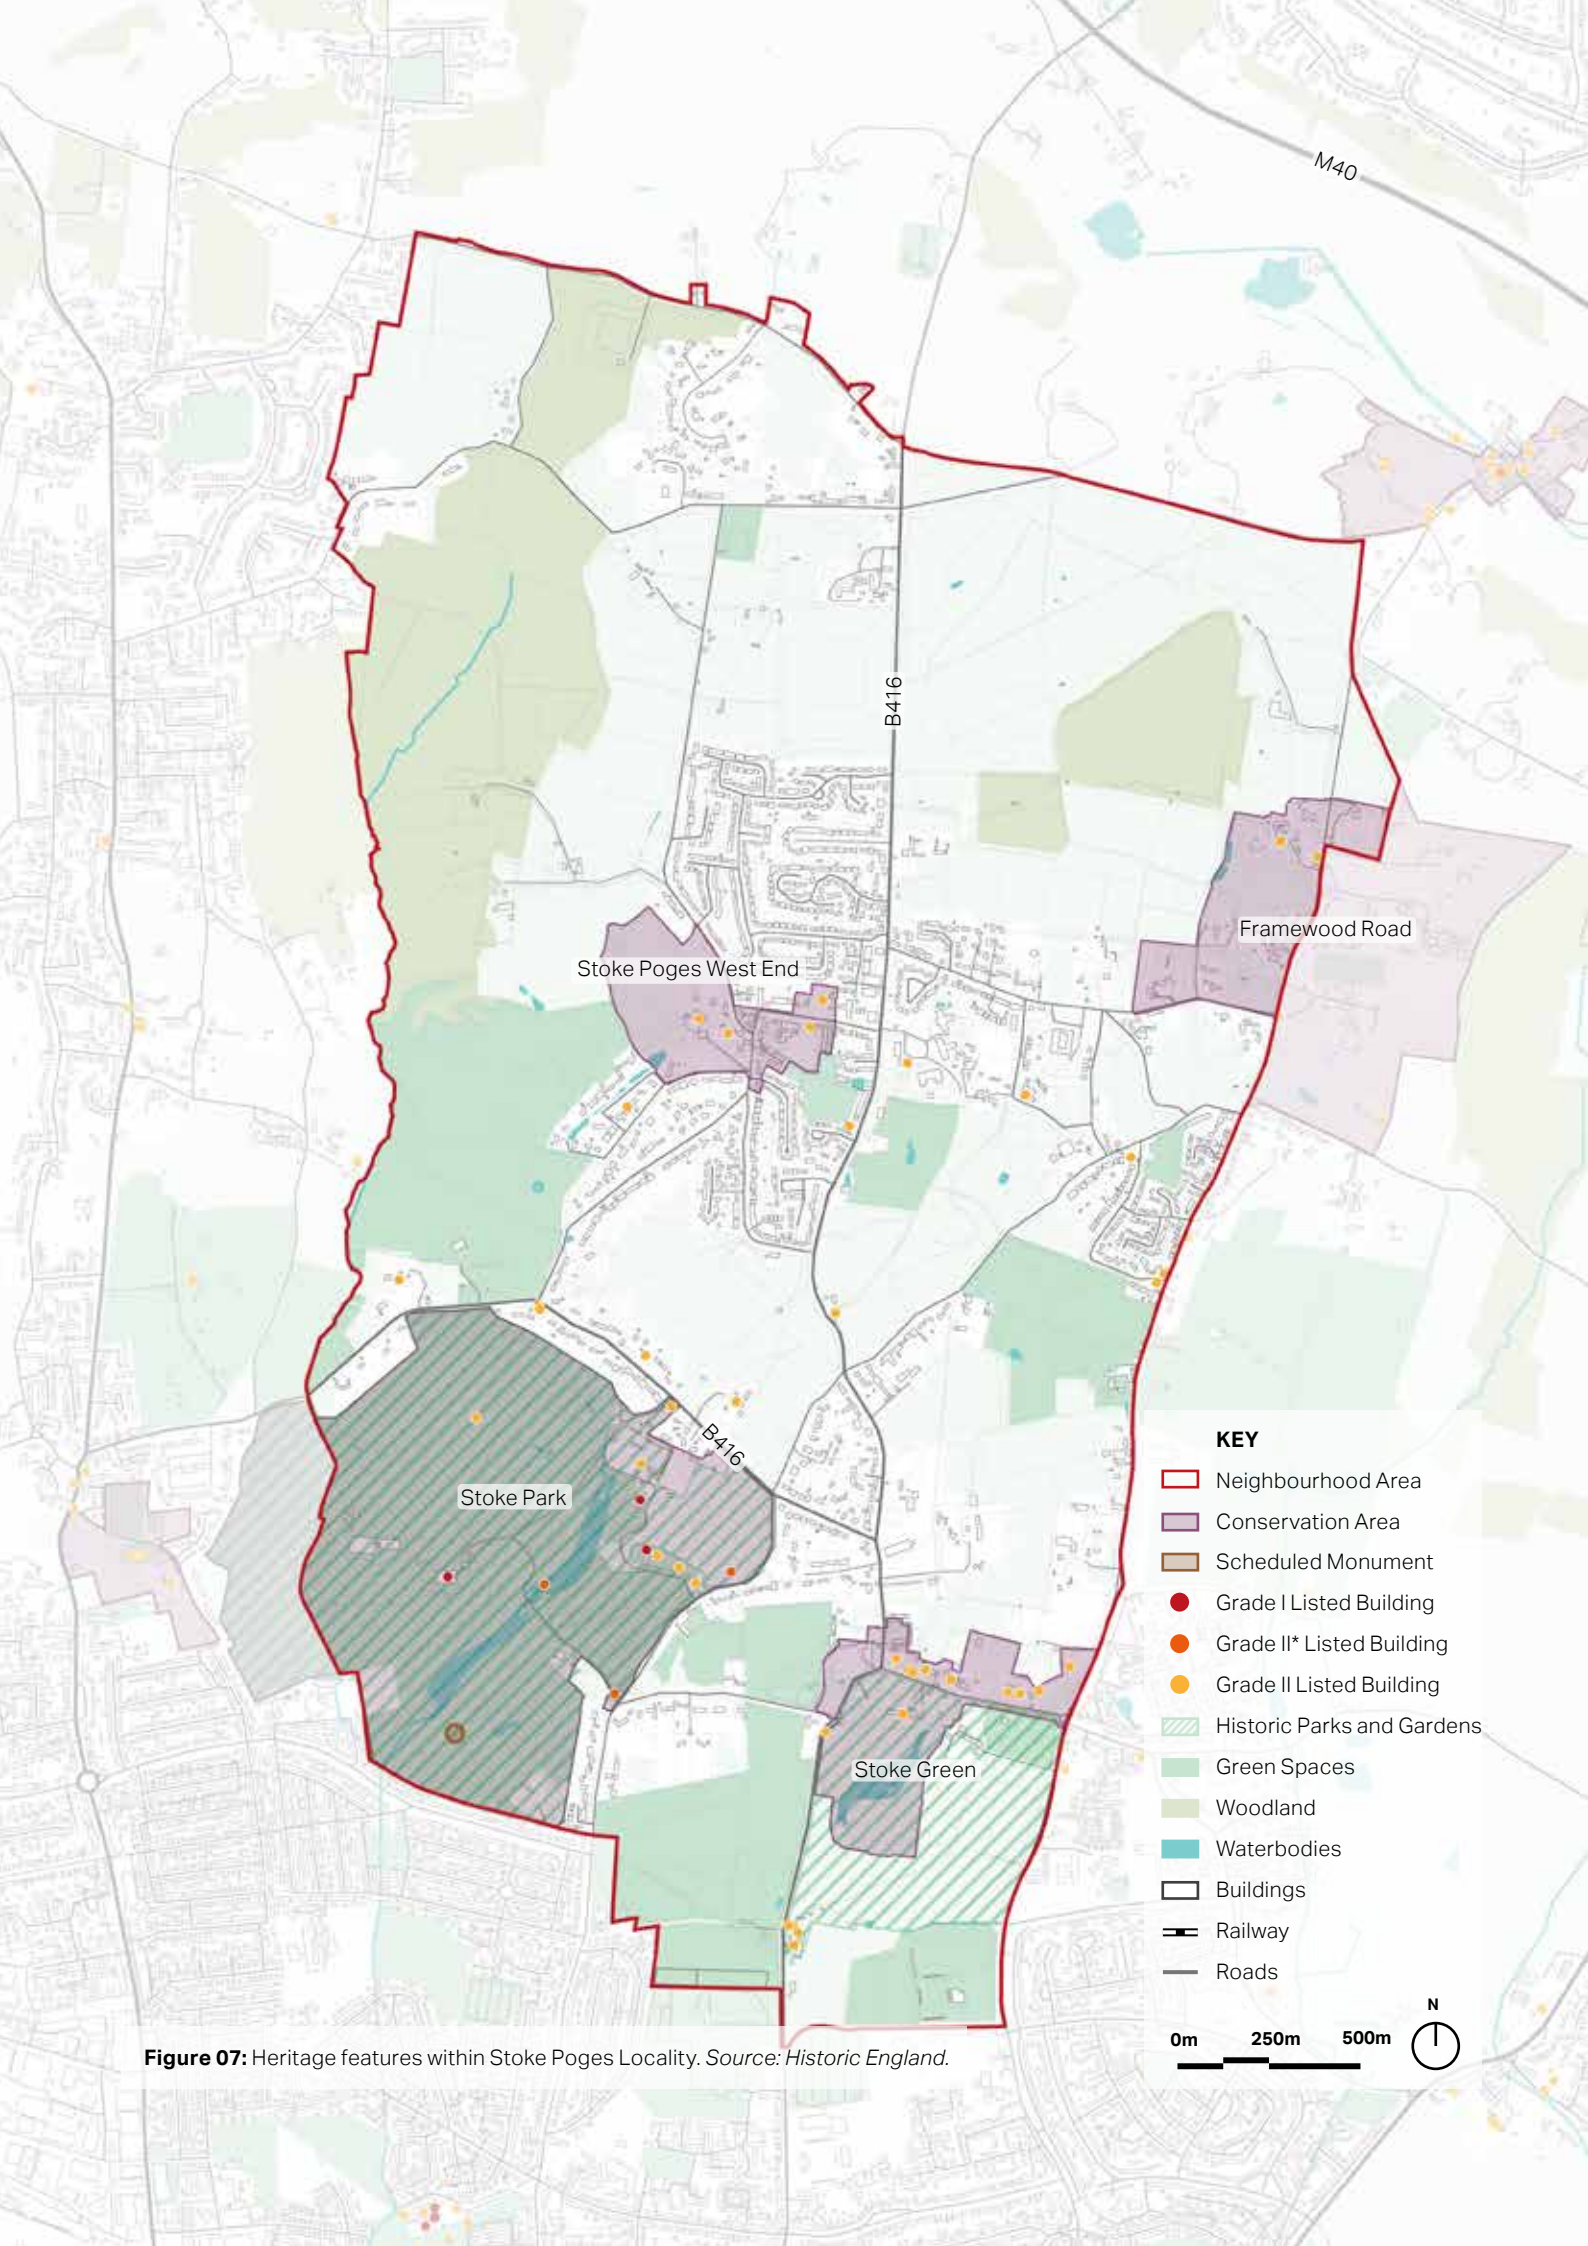 M40
B416
Framewood Road
Stoke Poges West End
B416
Stoke Park
Stoke Green
KEY
Neighbourhood Area
Conservation Area
Scheduled Monument
Grade I Listed Building
Grade II* Listed Building
Grade II Listed Building
Historic Parks and Gardens
Green Spaces
Woodland
Waterbodies
Buildings
Railway
Roads
N
0m 250m 500m
Figure 07: Heritage features within Stoke Poges Locality. Source: Historic England.